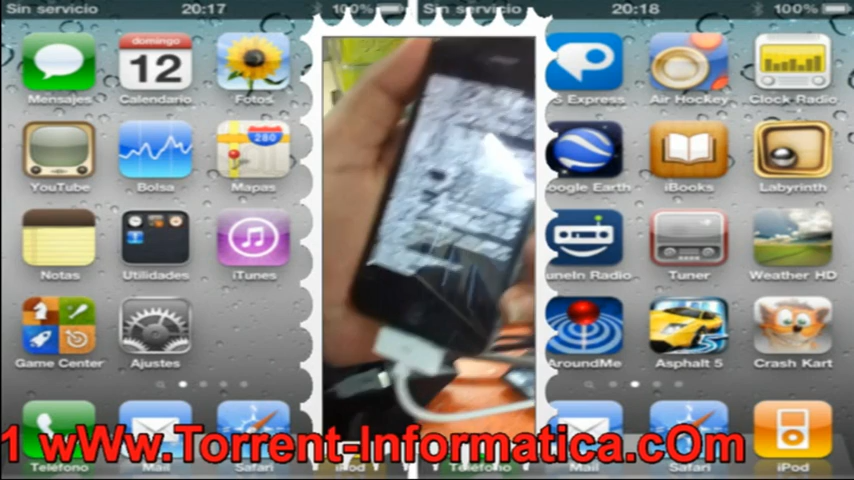 Sin servicio 20:17 100% Sin servicio 20:18 100%
domingo
12
280
Mensajes Calendario Fotos S Express Air Hockey Clock Radio
YouTube Bolsa Mapas oogle Earth iBooks Labyrinth
Notas Utilidades iTunes uneIn Radio Tuner Weather HD
Game Center Ajustes AroundMe Asphalt 5 Crash Kart
1 wWw.Torrent-Informatica.cOm
Teléfono Mail Safari iPod Teléfono Mail Safari iPod